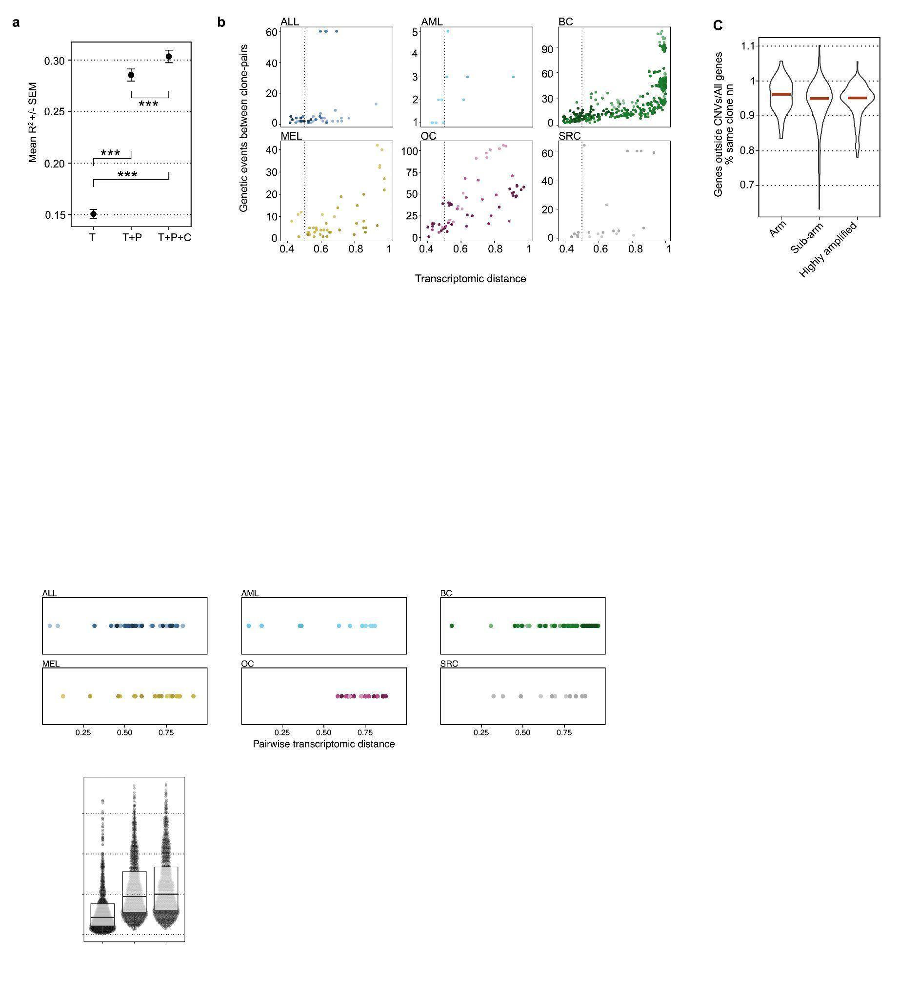 a
Mean R² +/- SEM
0.30
0.25
0.20
0.15
***
***
***
T T+P T+P+C
b
Genetic events between clone-pairs
ALL
60
40
20
0
AML
5
4
3
2
1
BC
90
60
30
0
MEL
40
30
20
10
0
0.4 0.6 0.8 1
OC
100
75
50
25
0
0.4 0.6 0.8 1
SRC
60
40
20
0
0.4 0.6 0.8 1
Transcriptomic distance
C
Genes outside CNVs/All genes
% same clone nn
1.1
1
0.9
0.8
0.7
Arm
Sub-arm
Highly amplified
ALL
AML
BC
MEL
OC
SRC
0.25 0.50 0.75
0.25 0.50 0.75
0.25 0.50 0.75
Pairwise transcriptomic distance